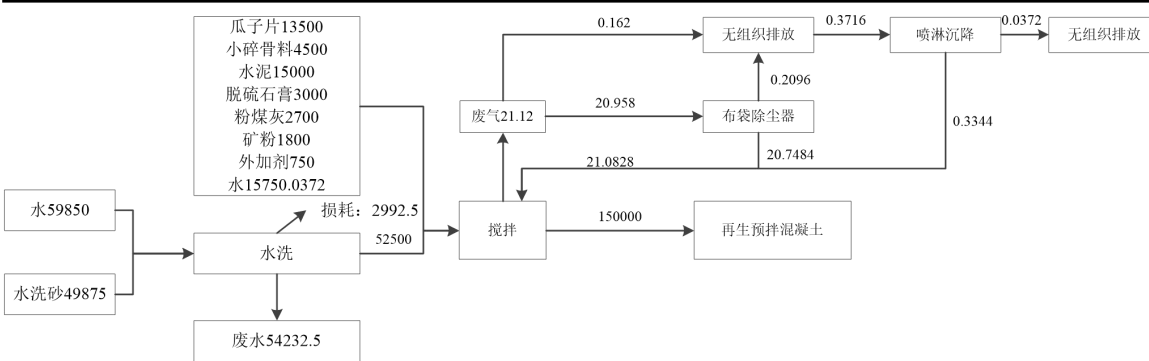 瓜子片13500
小碎骨料4500
水泥15000
脱硫石膏3000
粉煤灰2700
矿粉1800
外加剂750
水15750.0372
0.162
无组织排放
0.3716
喷淋沉降
0.0372
无组织排放
0.2096
废气21.12
20.958
布袋除尘器
0.3344
20.7484
21.0828
水59850
损耗：2992.5
水洗
52500
搅拌
150000
再生预拌混凝土
水洗砂49875
废水54232.5